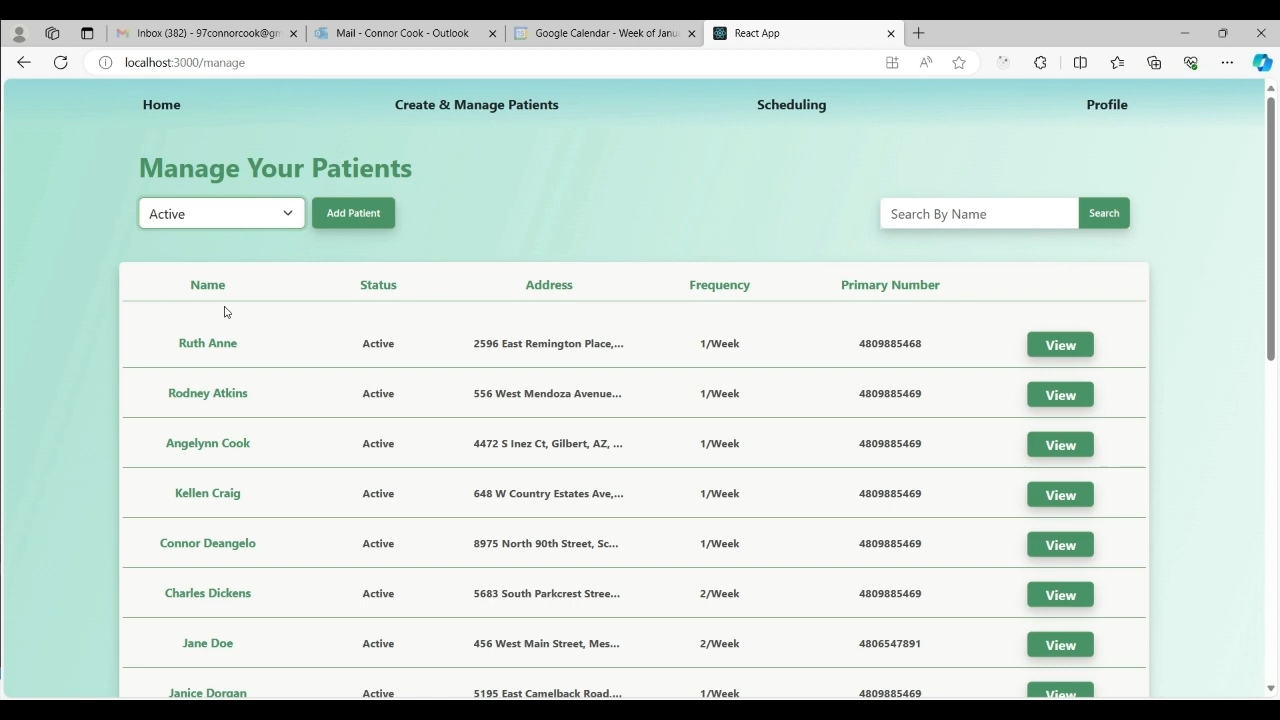 Inbox (382) - 97connorcook@gm
Mail - Connor Cook - Outlook
Google Calendar - Week of Janu
React App
localhost:3000/manage
Home
Create & Manage Patients
Scheduling
Profile
Manage Your Patients
Active
Add Patient
Search By Name
Search
Name Status Address Frequency Primary Number
Ruth Anne Active 2596 East Remington Place,... 1/Week 4809885468 View
Rodney Atkins Active 556 West Mendoza Avenue... 1/Week 4809885469 View
Angelynn Cook Active 4472 S Inez Ct, Gilbert, AZ, ... 1/Week 4809885469 View
Kellen Craig Active 648 W Country Estates Ave,... 1/Week 4809885469 View
Connor Deangelo Active 8975 North 90th Street, Sc... 1/Week 4809885469 View
Charles Dickens Active 5683 South Parkcrest Stree... 2/Week 4809885469 View
Jane Doe Active 456 West Main Street, Mes... 2/Week 4806547891 View
Janice Dorgan Active 5195 East Camelback Road,... 1/Week 4809885469 View